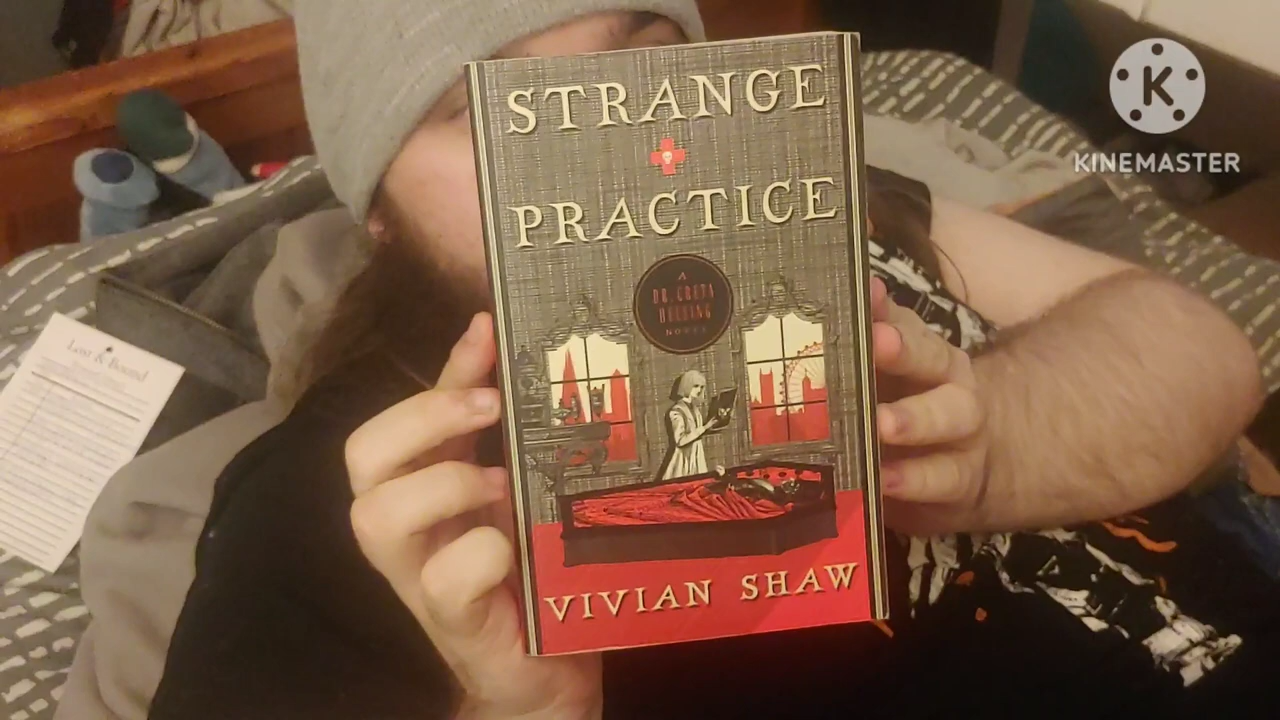 STRANGE
PRACTICE
A
DR. GRETA
HELSING
NOVEL
VIVIAN SHAW
Lost & Bound
K
KINEMASTER